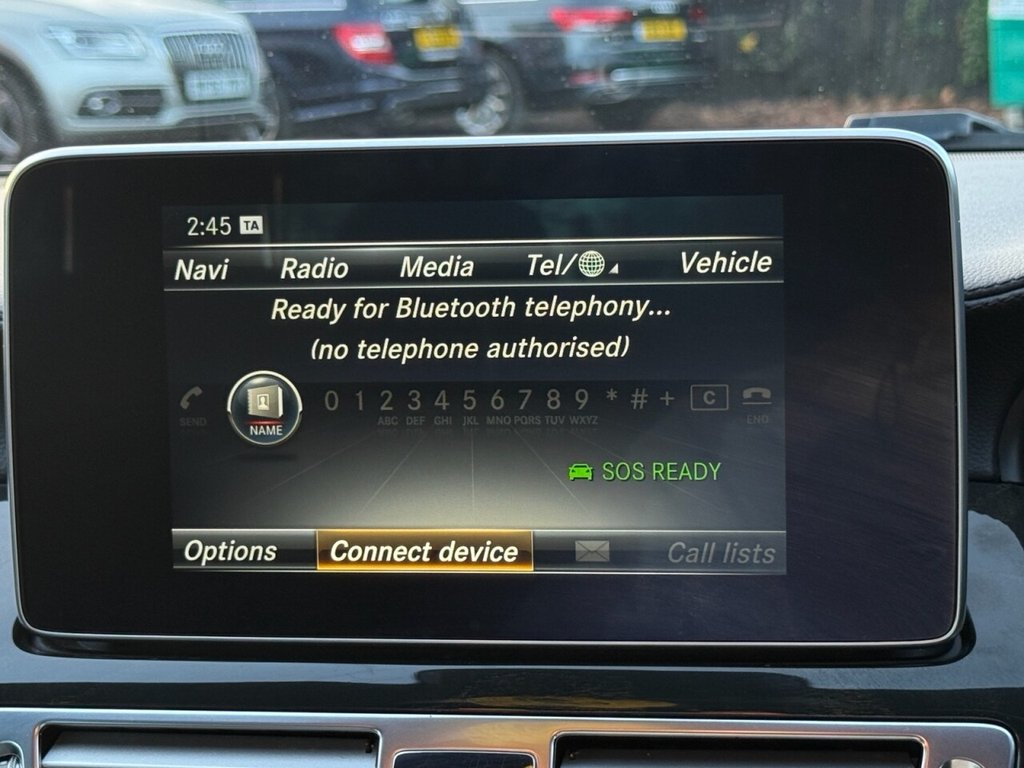 2:45 TA
Navi Radio Media Tel/ Vehicle
Ready for Bluetooth telephony...
(no telephone authorised)
SEND NAME 0 1 2 3 4 5 6 7 8 9 * # + C END
ABC DEF GHI JKL MNO PQRS TUV WXYZ
SOS READY
Options Connect device Call lists